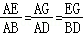 AE/AB = AG/AD = EG/BD